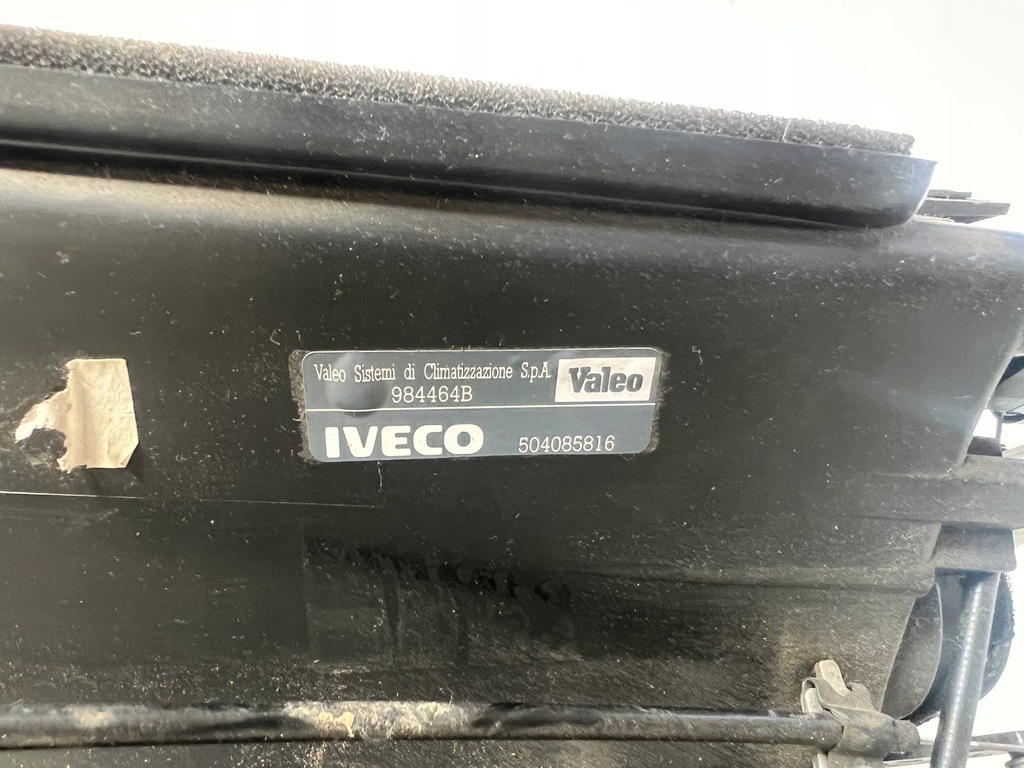 Valeo Sistemi di Climatizzazione S.p.A.
984464B
Valeo
IVECO 504085816